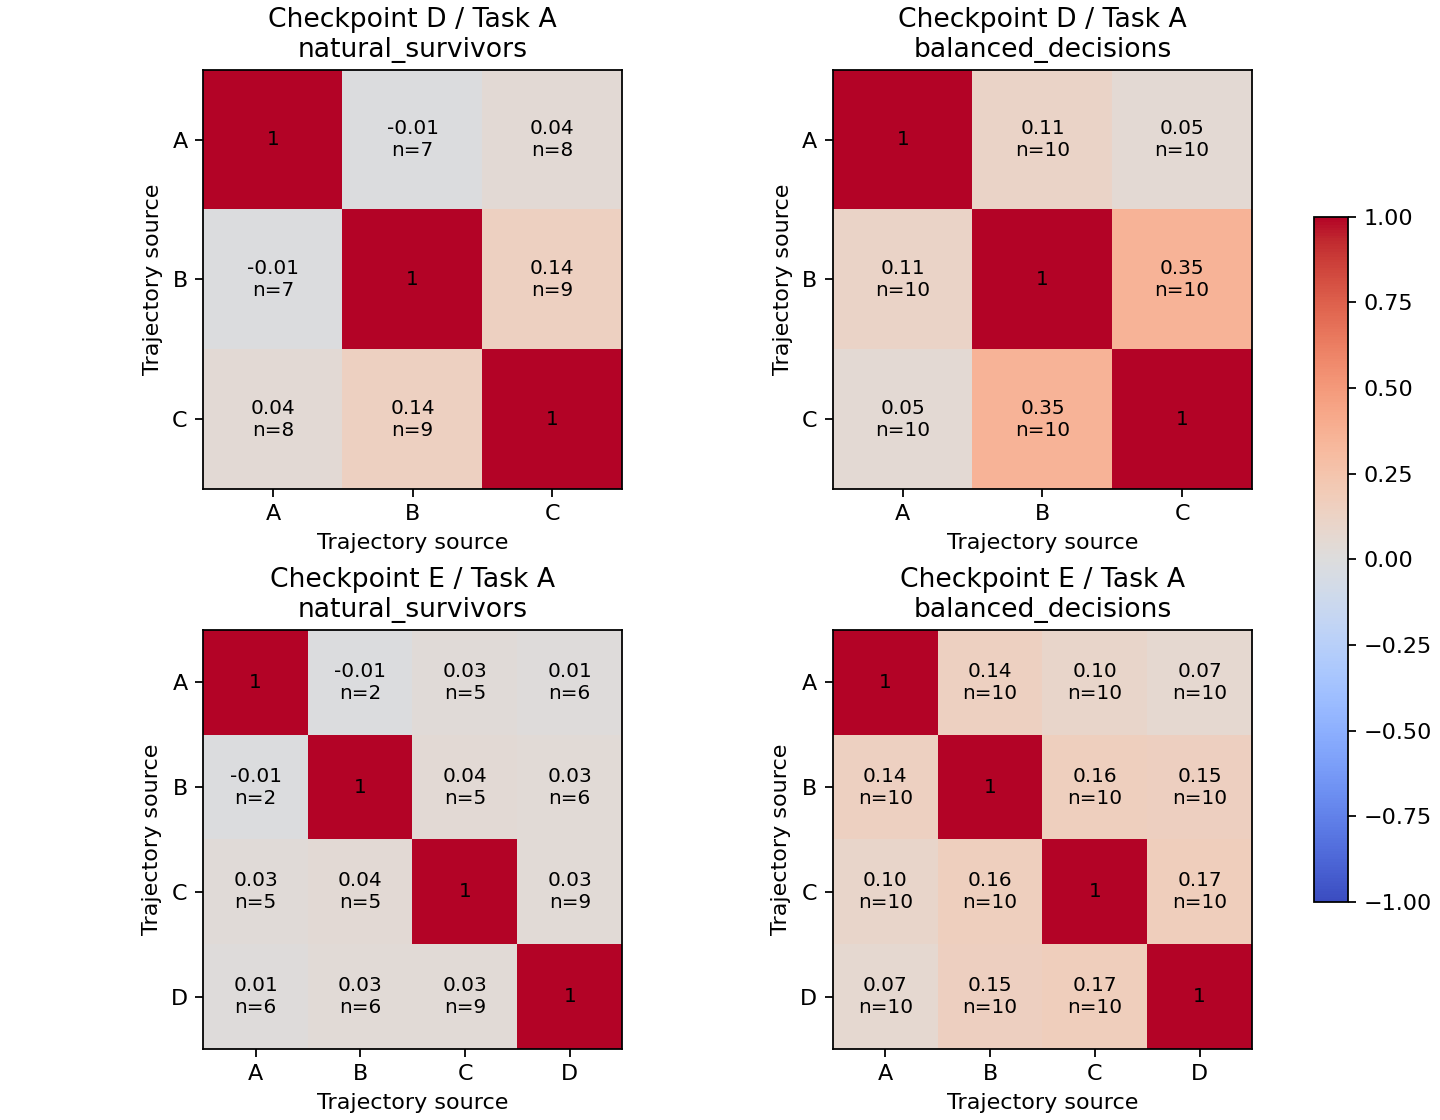 Checkpoint D / Task A
natural_survivors
A
1
-0.01
n=7
0.04
n=8
B
-0.01
n=7
1
0.14
n=9
C
0.04
n=8
0.14
n=9
1
A B C
Trajectory source
Trajectory source
Checkpoint D / Task A
balanced_decisions
A
1
0.11
n=10
0.05
n=10
B
0.11
n=10
1
0.35
n=10
C
0.05
n=10
0.35
n=10
1
A B C
Trajectory source
Trajectory source
Checkpoint E / Task A
natural_survivors
A
1
-0.01
n=2
0.03
n=5
0.01
n=6
B
-0.01
n=2
1
0.04
n=5
0.03
n=6
C
0.03
n=5
0.04
n=5
1
0.03
n=9
D
0.01
n=6
0.03
n=6
0.03
n=9
1
A B C D
Trajectory source
Trajectory source
Checkpoint E / Task A
balanced_decisions
A
1
0.14
n=10
0.10
n=10
0.07
n=10
B
0.14
n=10
1
0.16
n=10
0.15
n=10
C
0.10
n=10
0.16
n=10
1
0.17
n=10
D
0.07
n=10
0.15
n=10
0.17
n=10
1
A B C D
Trajectory source
Trajectory source
1.00
0.75
0.50
0.25
0.00
−0.25
−0.50
−0.75
−1.00